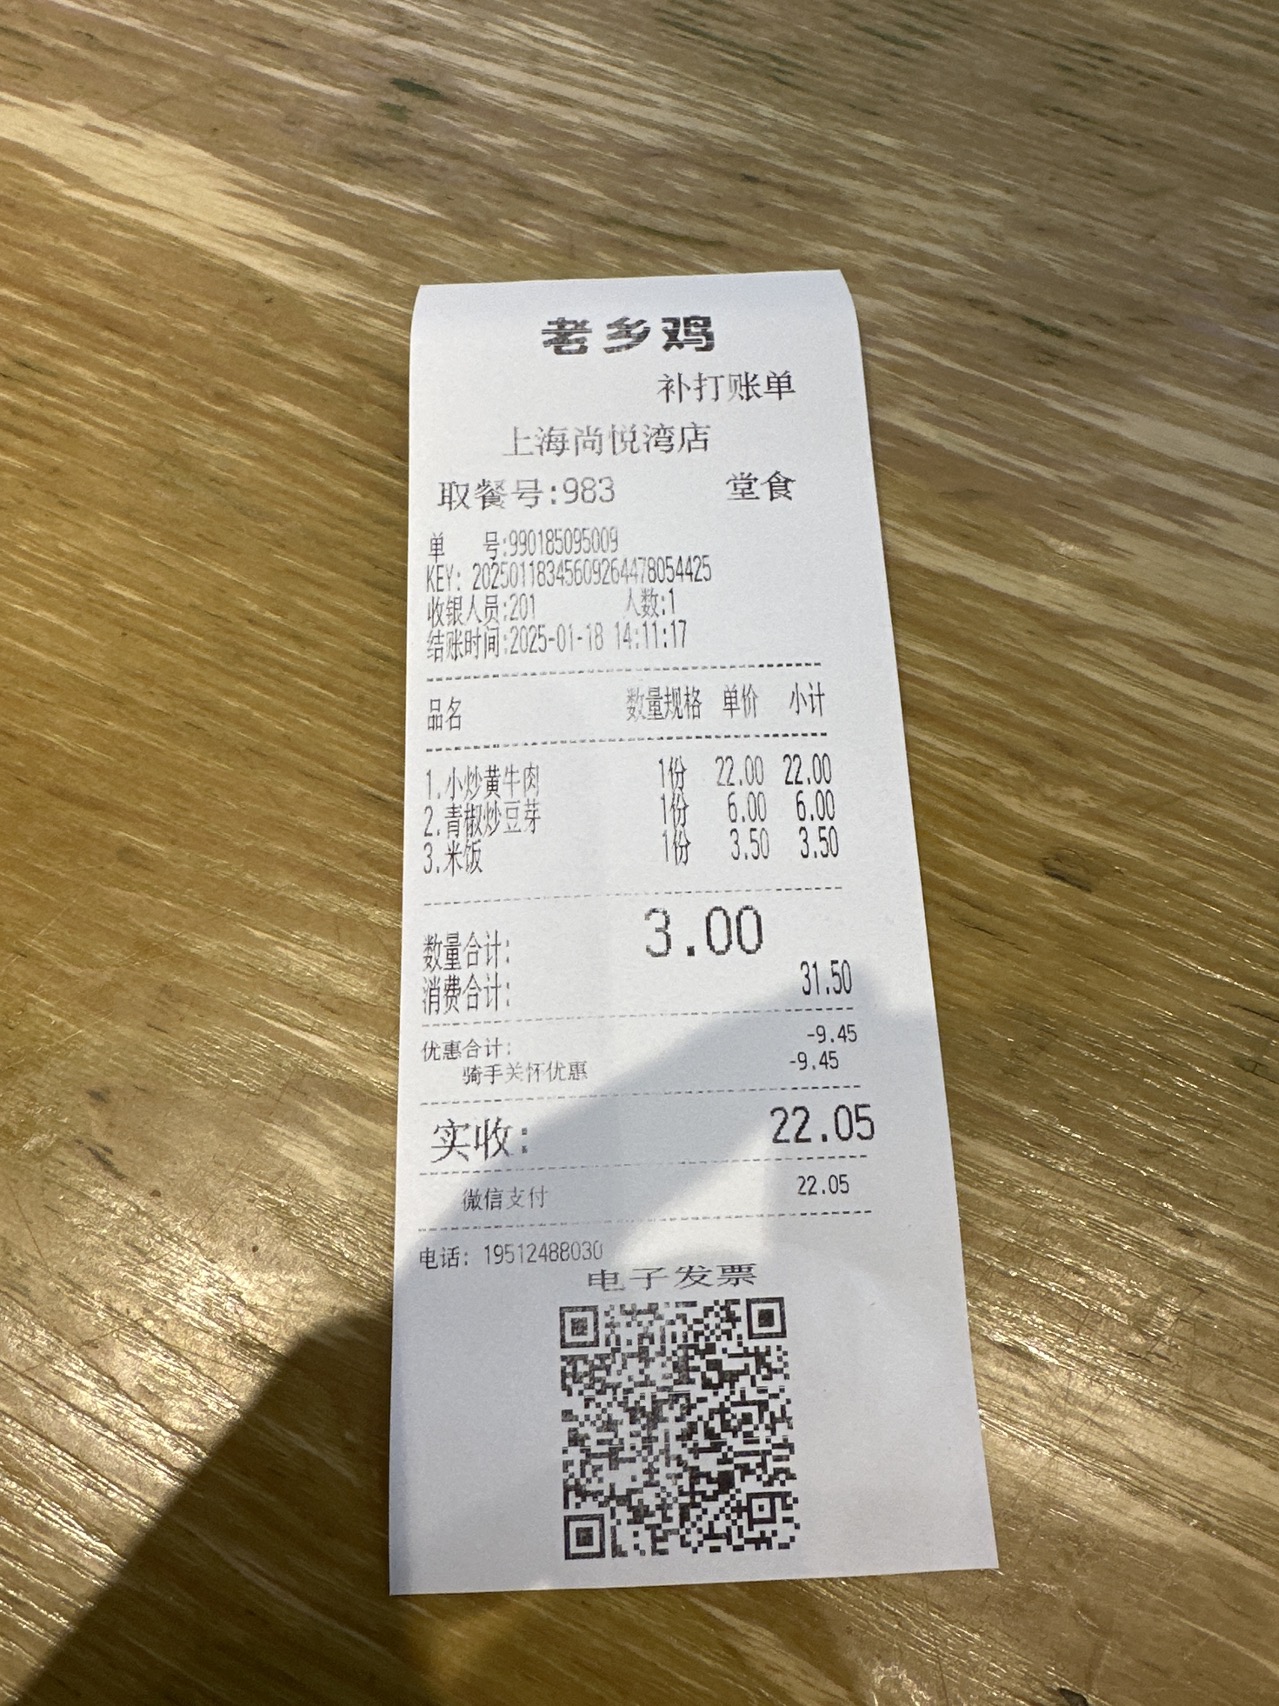 老乡鸡
补打账单
上海尚悦湾店
取餐号:983 堂食
单 号:990185095009
KEY: 20250118345609264478054425
收银人员:201 人数:1
结账时间:2025-01-18 14:11:17
品名 数量规格 单价 小计
1.小炒黄牛肉 1份 22.00 22.00
2.青椒炒豆芽 1份 6.00 6.00
3.米饭 1份 3.50 3.50
数量合计: 3.00
消费合计: 31.50
优惠合计: -9.45
骑手关怀优惠 -9.45
实收: 22.05
微信支付 22.05
电话: 19512488030
电子发票